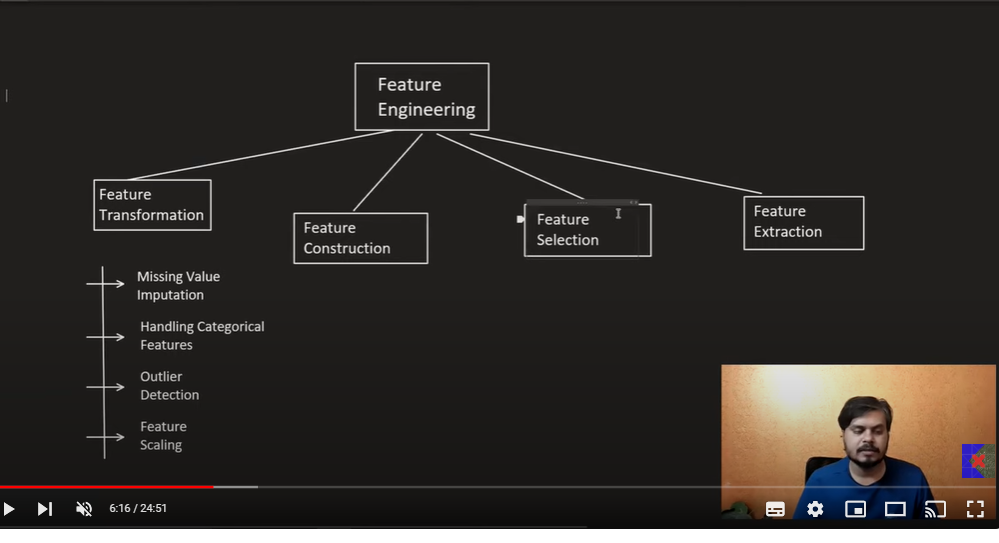 Feature
Engineering
Feature
Transformation
Feature
Construction
Feature
Selection
Feature
Extraction
Missing Value
Imputation
Handling Categorical
Features
Outlier
Detection
Feature
Scaling
6:16 / 24:51